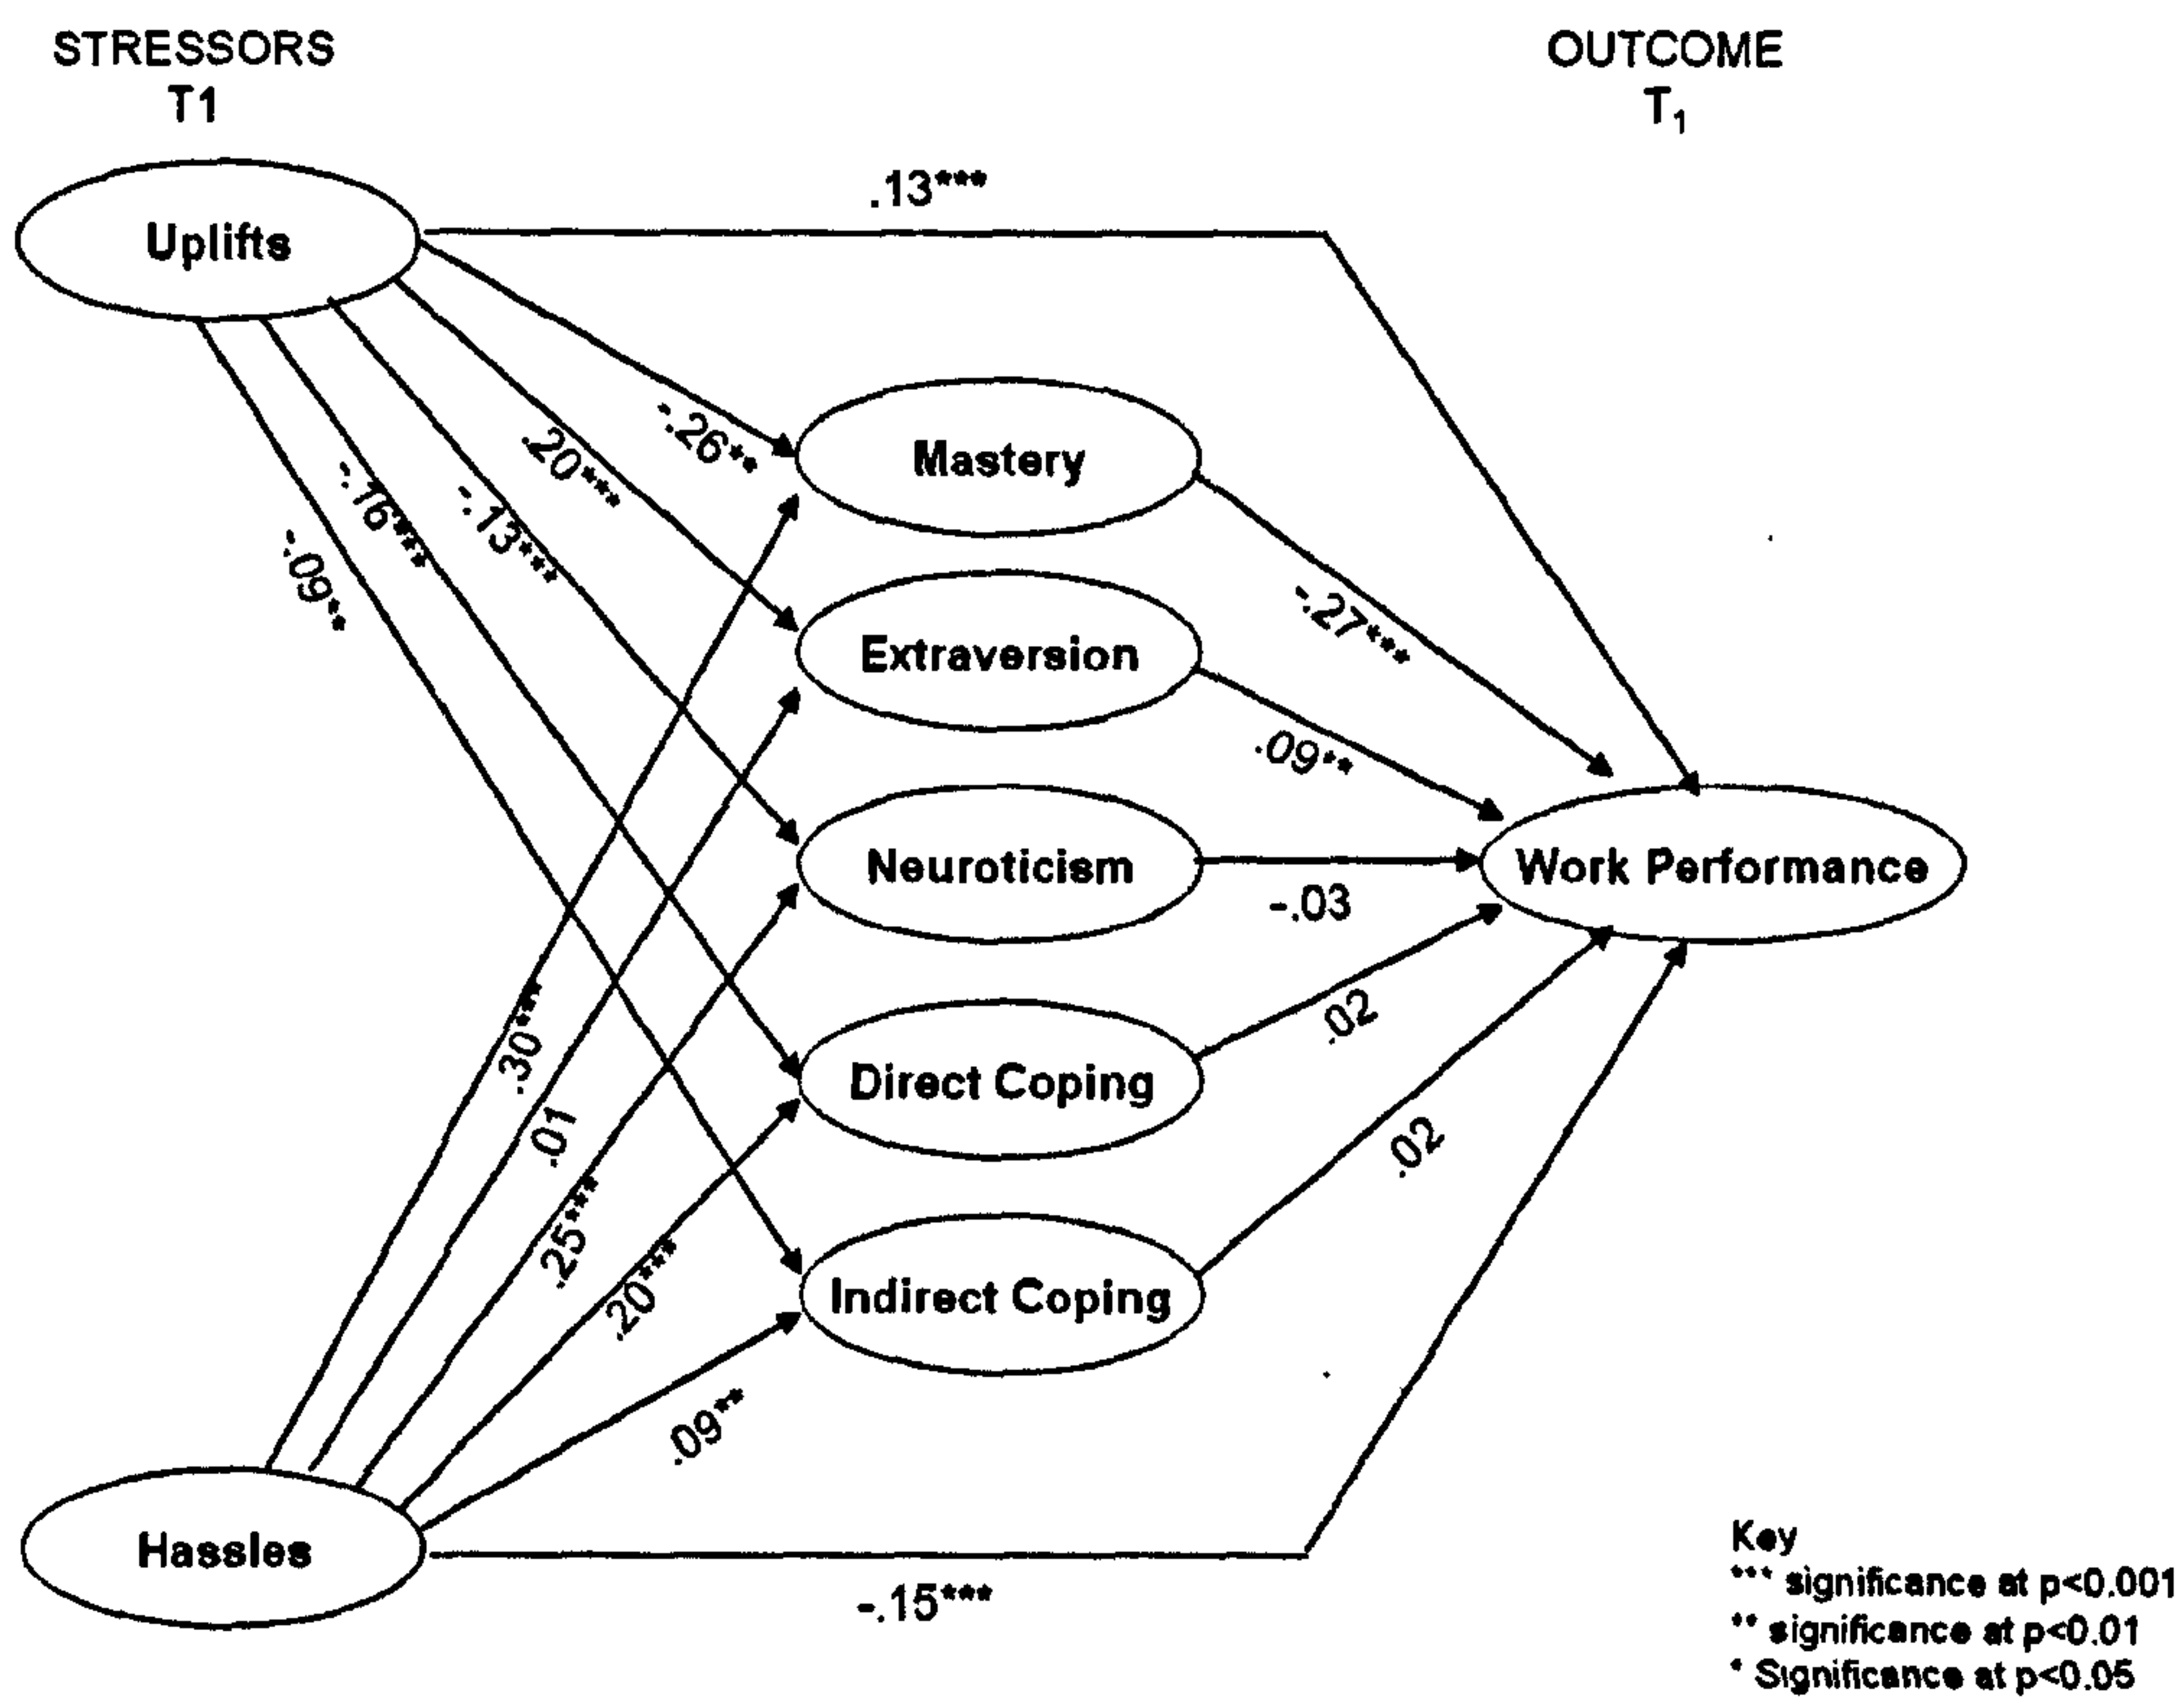 STRESSORS
T1
OUTCOME
T1
Uplifts
.13***
-.26**
.20***
-.13***
-.16***
-.09**
Mastery
Extraversion
Neuroticism
Direct Coping
Indirect Coping
-.27***
.09**
-.03
.02
.02
Work Performance
.30***
.01
.25***
.20***
.09**
Hassles
-.15***
Key
*** significance at p<0.001
** significance at p<0.01
* Significance at p<0.05